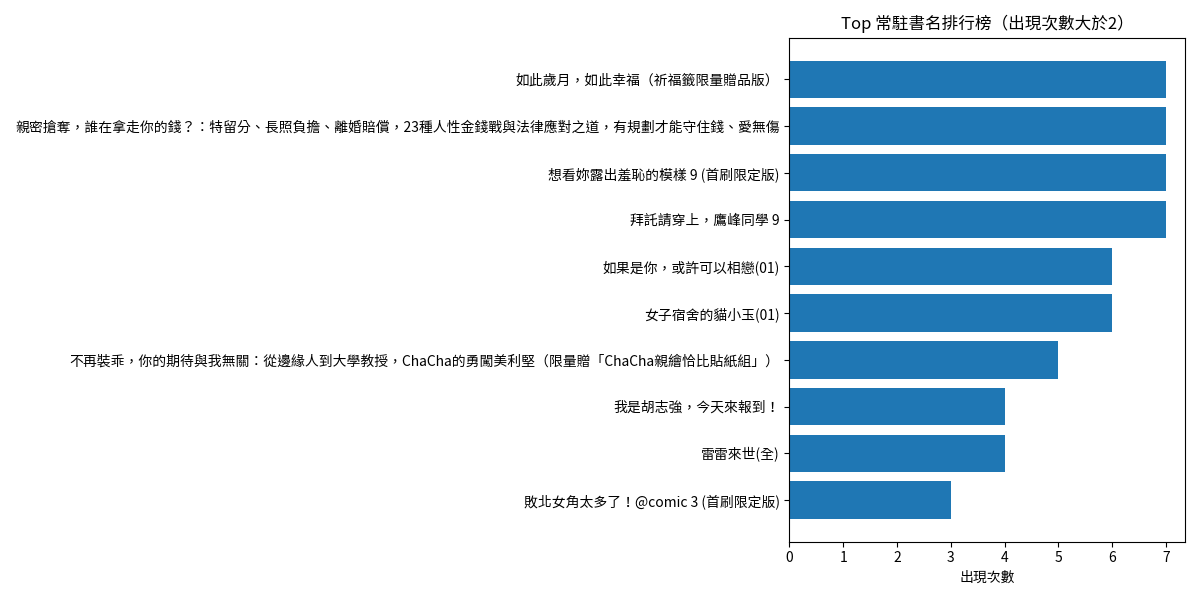 Top 常駐書名排行榜（出現次數大於2）
如此歲月，如此幸福（祈福籤限量贈品版）
親密搶奪，誰在拿走你的錢？：特留分、長照負擔、離婚賠償，23種人性金錢戰與法律應對之道，有規劃才能守住錢、愛無傷
想看妳露出羞恥的模樣 9 (首刷限定版)
拜託請穿上，鷹峰同學 9
如果是你，或許可以相戀(01)
女子宿舍的貓小玉(01)
不再裝乖，你的期待與我無關：從邊緣人到大學教授，ChaCha的勇闖美利堅（限量贈「ChaCha親繪恰比貼紙組」）
我是胡志強，今天來報到！
雷雷來世(全)
敗北女角太多了！@comic 3 (首刷限定版)
0 1 2 3 4 5 6 7
出現次數